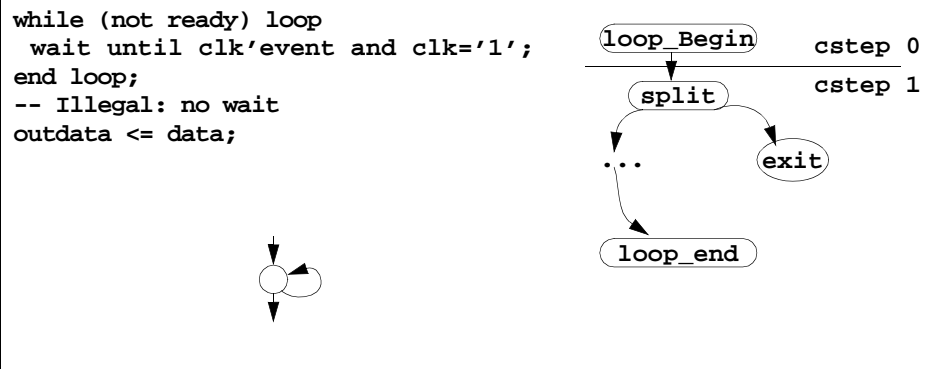 while (not ready) loop
wait until clk'event and clk='1';
end loop;
-- Illegal: no wait
outdata <= data;
loop_Begin
cstep 0
cstep 1
split
...
exit
loop_end